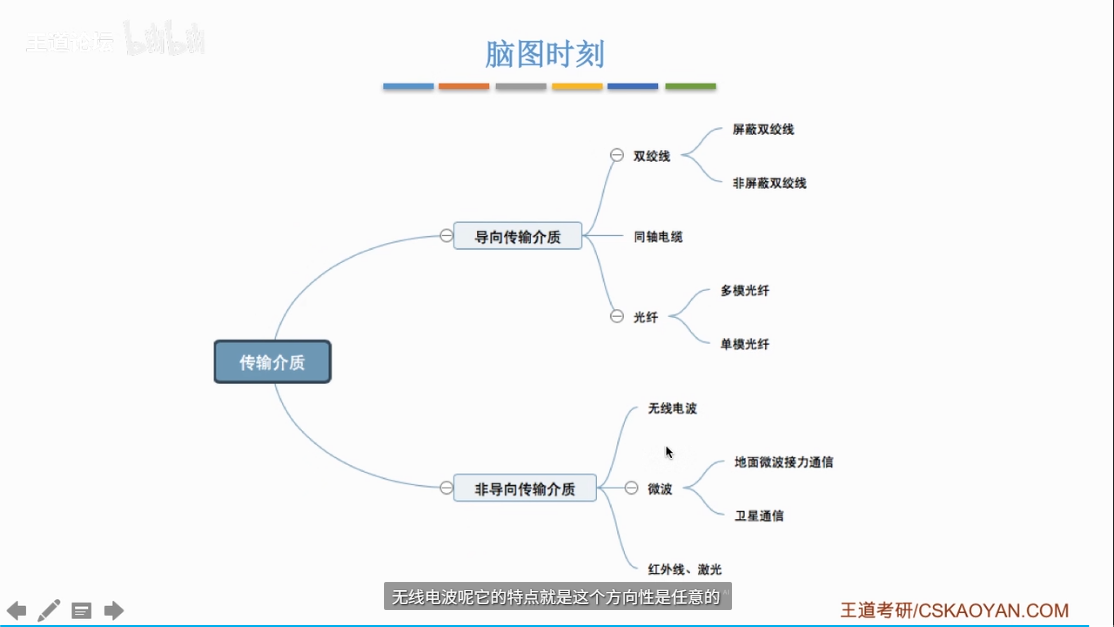 王道论坛 bilibili
脑图时刻
屏蔽双绞线
双绞线
非屏蔽双绞线
导向传输介质
同轴电缆
多模光纤
光纤
单模光纤
传输介质
无线电波
地面微波接力通信
非导向传输介质
微波
卫星通信
红外线、激光
无线电波呢它的特点就是这个方向性是任意的
王道考研/CSKAOYAN.COM